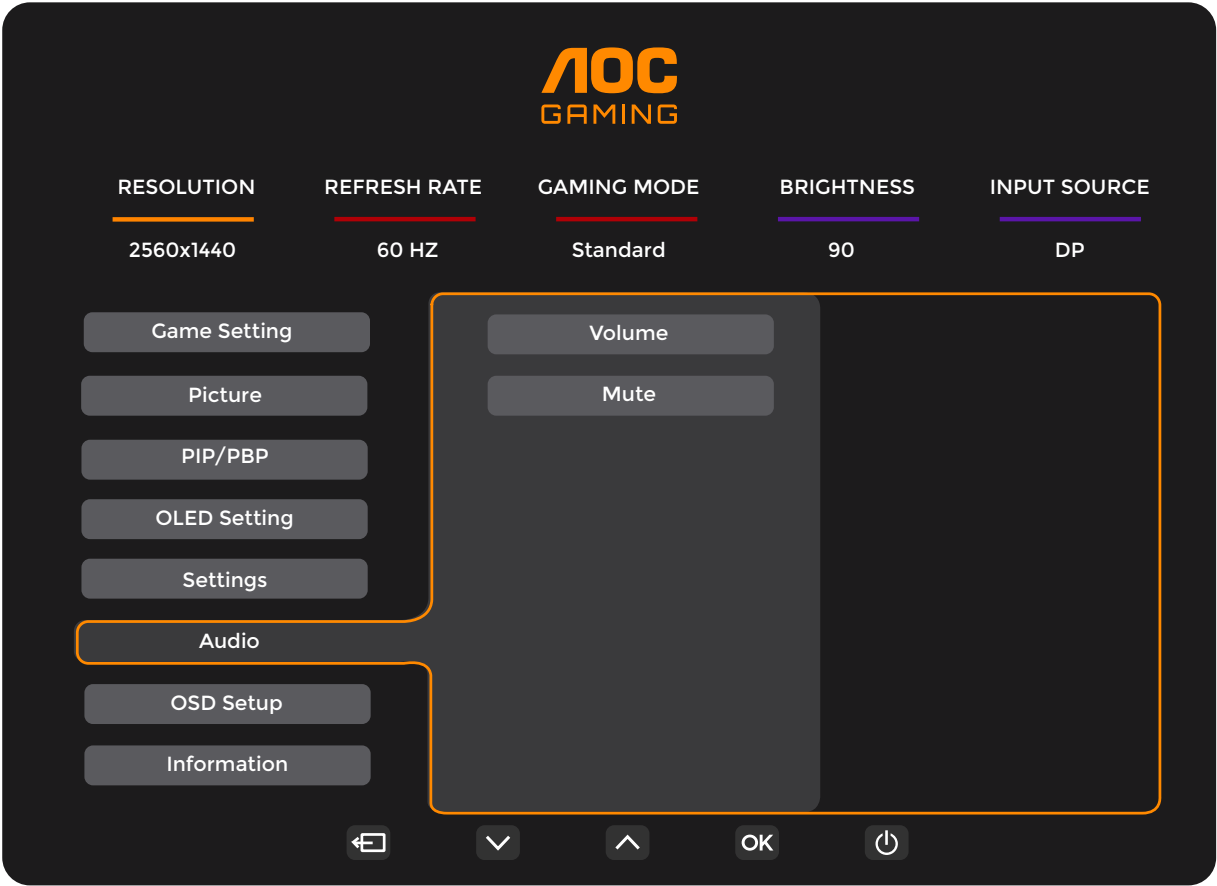 AOC
GAMING
RESOLUTION REFRESH RATE GAMING MODE BRIGHTNESS INPUT SOURCE
2560x1440 60 HZ Standard 90 DP
Game Setting
Picture
PIP/PBP
OLED Setting
Settings
Audio
OSD Setup
Information
Volume
Mute
OK